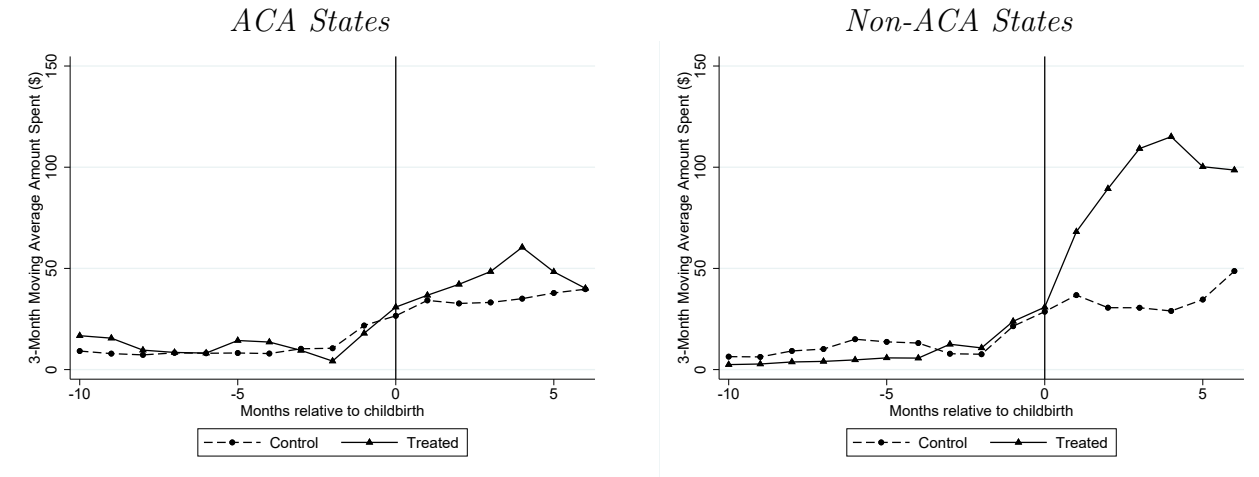 ACA States
3-Month Moving Average Amount Spent ($)
150
100
50
0
-10
-5
0
5
Months relative to childbirth
Control
Treated
Non-ACA States
3-Month Moving Average Amount Spent ($)
150
100
50
0
-10
-5
0
5
Months relative to childbirth
Control
Treated